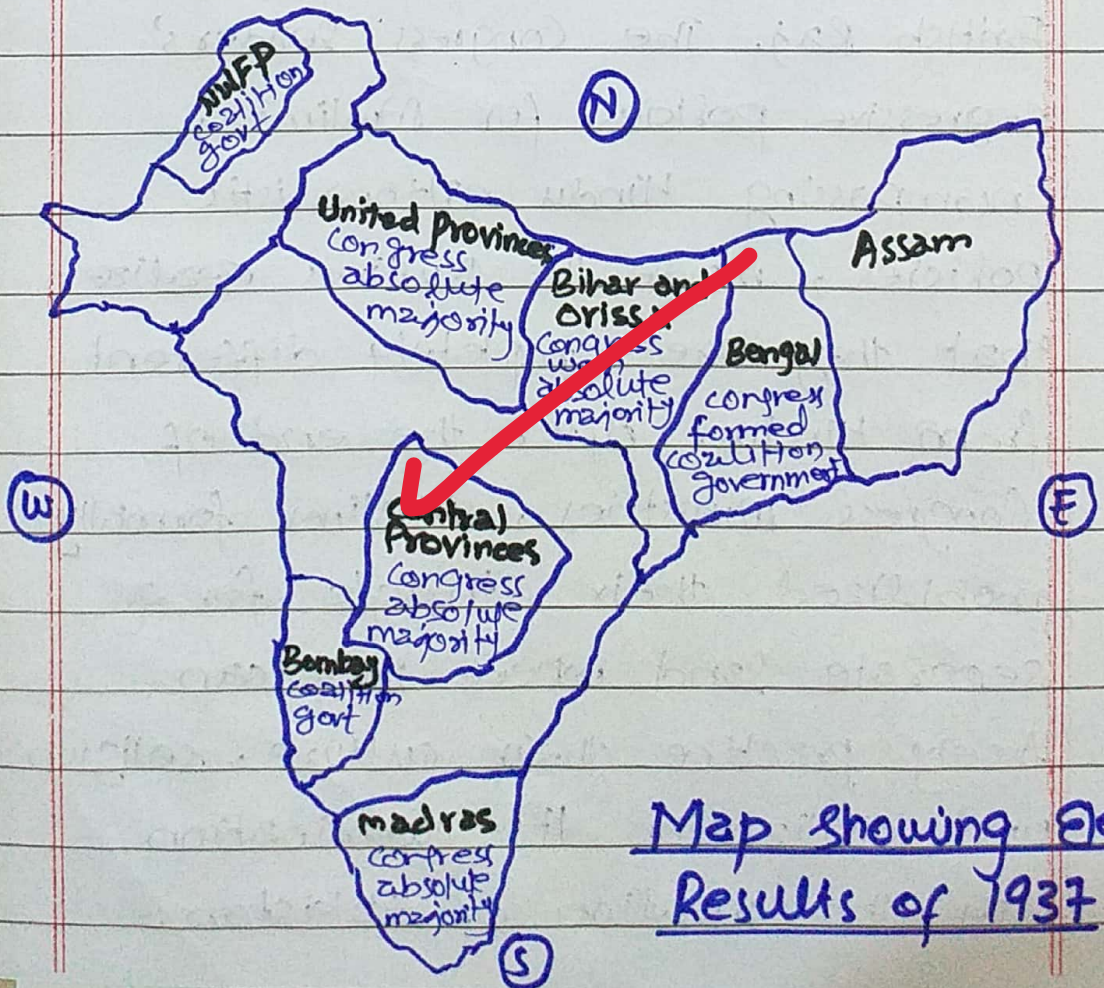 NWFP
coalition
govt
N
United Provinces
congress
absolute
majority
Bihar and
Orissa
congress
won
absolute
majority
Assam
Bengal
congress
formed
coalition
government
W
E
Central
Provinces
congress
absolute
majority
Bombay
coalition
govt
madras
congress
absolute
majority
S
Map showing
Results of 1937